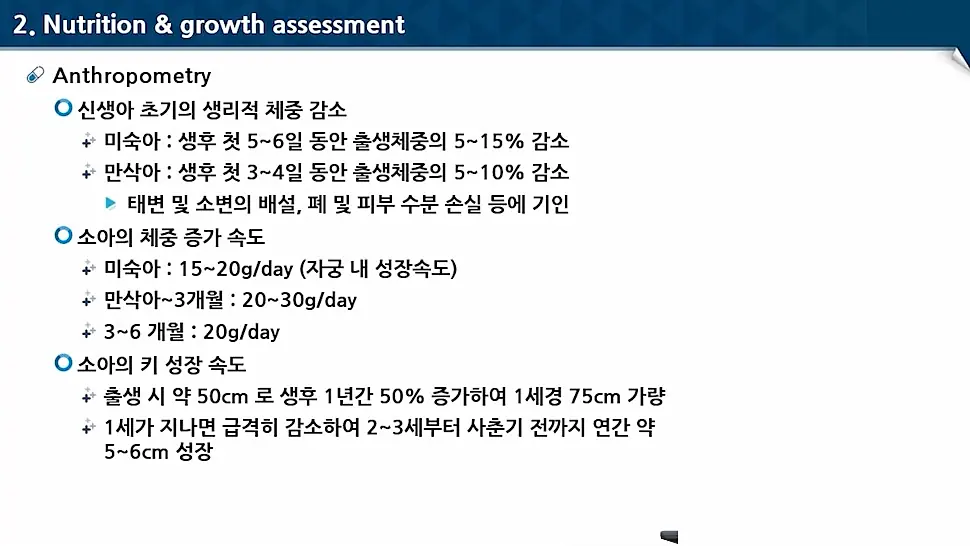 2. Nutrition & growth assessment
Anthropometry
신생아 초기의 생리적 체중 감소
미숙아 : 생후 첫 5~6일 동안 출생체중의 5~15% 감소
만삭아 : 생후 첫 3~4일 동안 출생체중의 5~10% 감소
태변 및 소변의 배설, 폐 및 피부 수분 손실 등에 기인
소아의 체중 증가 속도
미숙아 : 15~20g/day (자궁 내 성장속도)
만삭아~3개월 : 20~30g/day
3~6 개월 : 20g/day
소아의 키 성장 속도
출생 시 약 50cm 로 생후 1년간 50% 증가하여 1세경 75cm 가량
1세가 지나면 급격히 감소하여 2~3세부터 사춘기 전까지 연간 약
5~6cm 성장